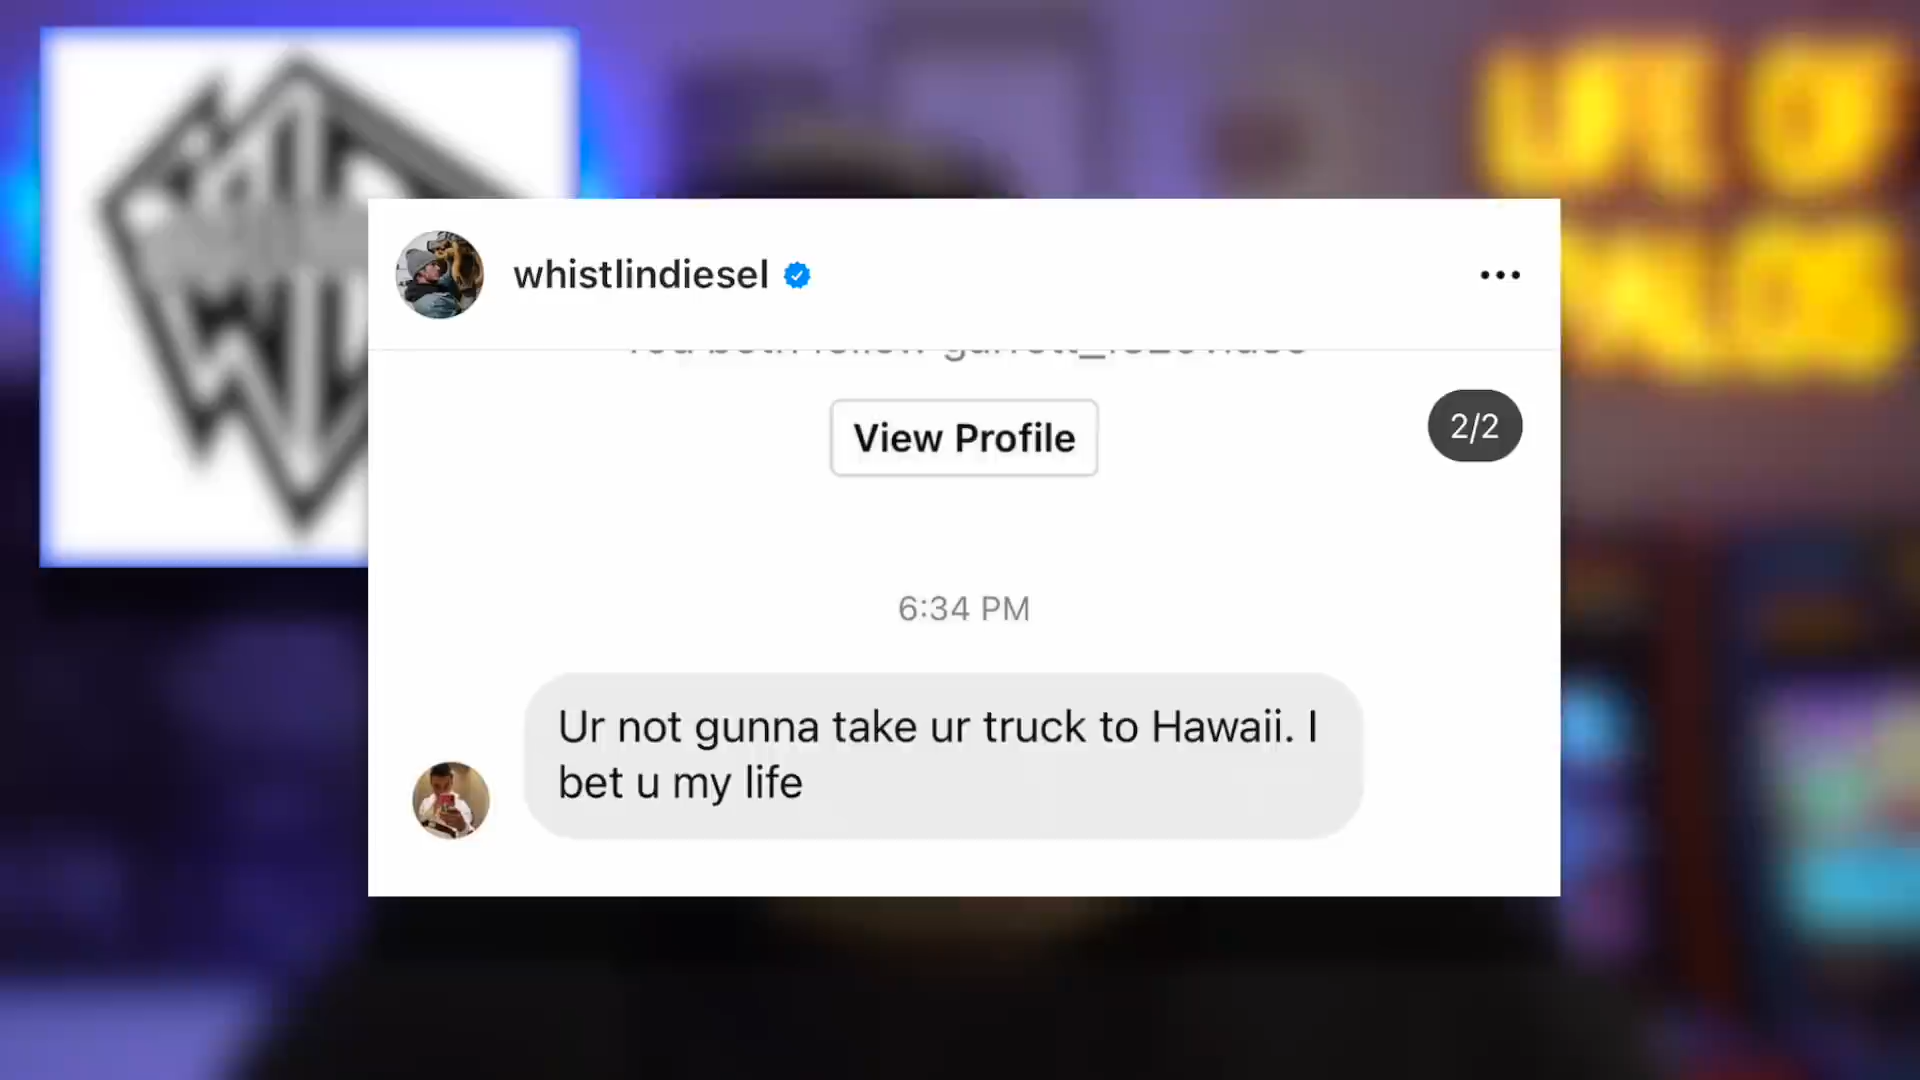 whistlindiesel
View Profile
2/2
6:34 PM
Ur not gunna take ur truck to Hawaii. I
bet u my life